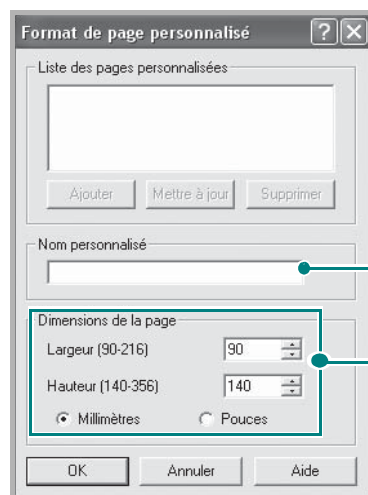 Format de page personnalisé
Liste des pages personnalisées
Ajouter Mettre à jour Supprimer
Nom personnalisé
Dimensions de la page
Largeur (90-216) 90
Hauteur (140-356) 140
Millimètres Pouces
OK Annuler Aide